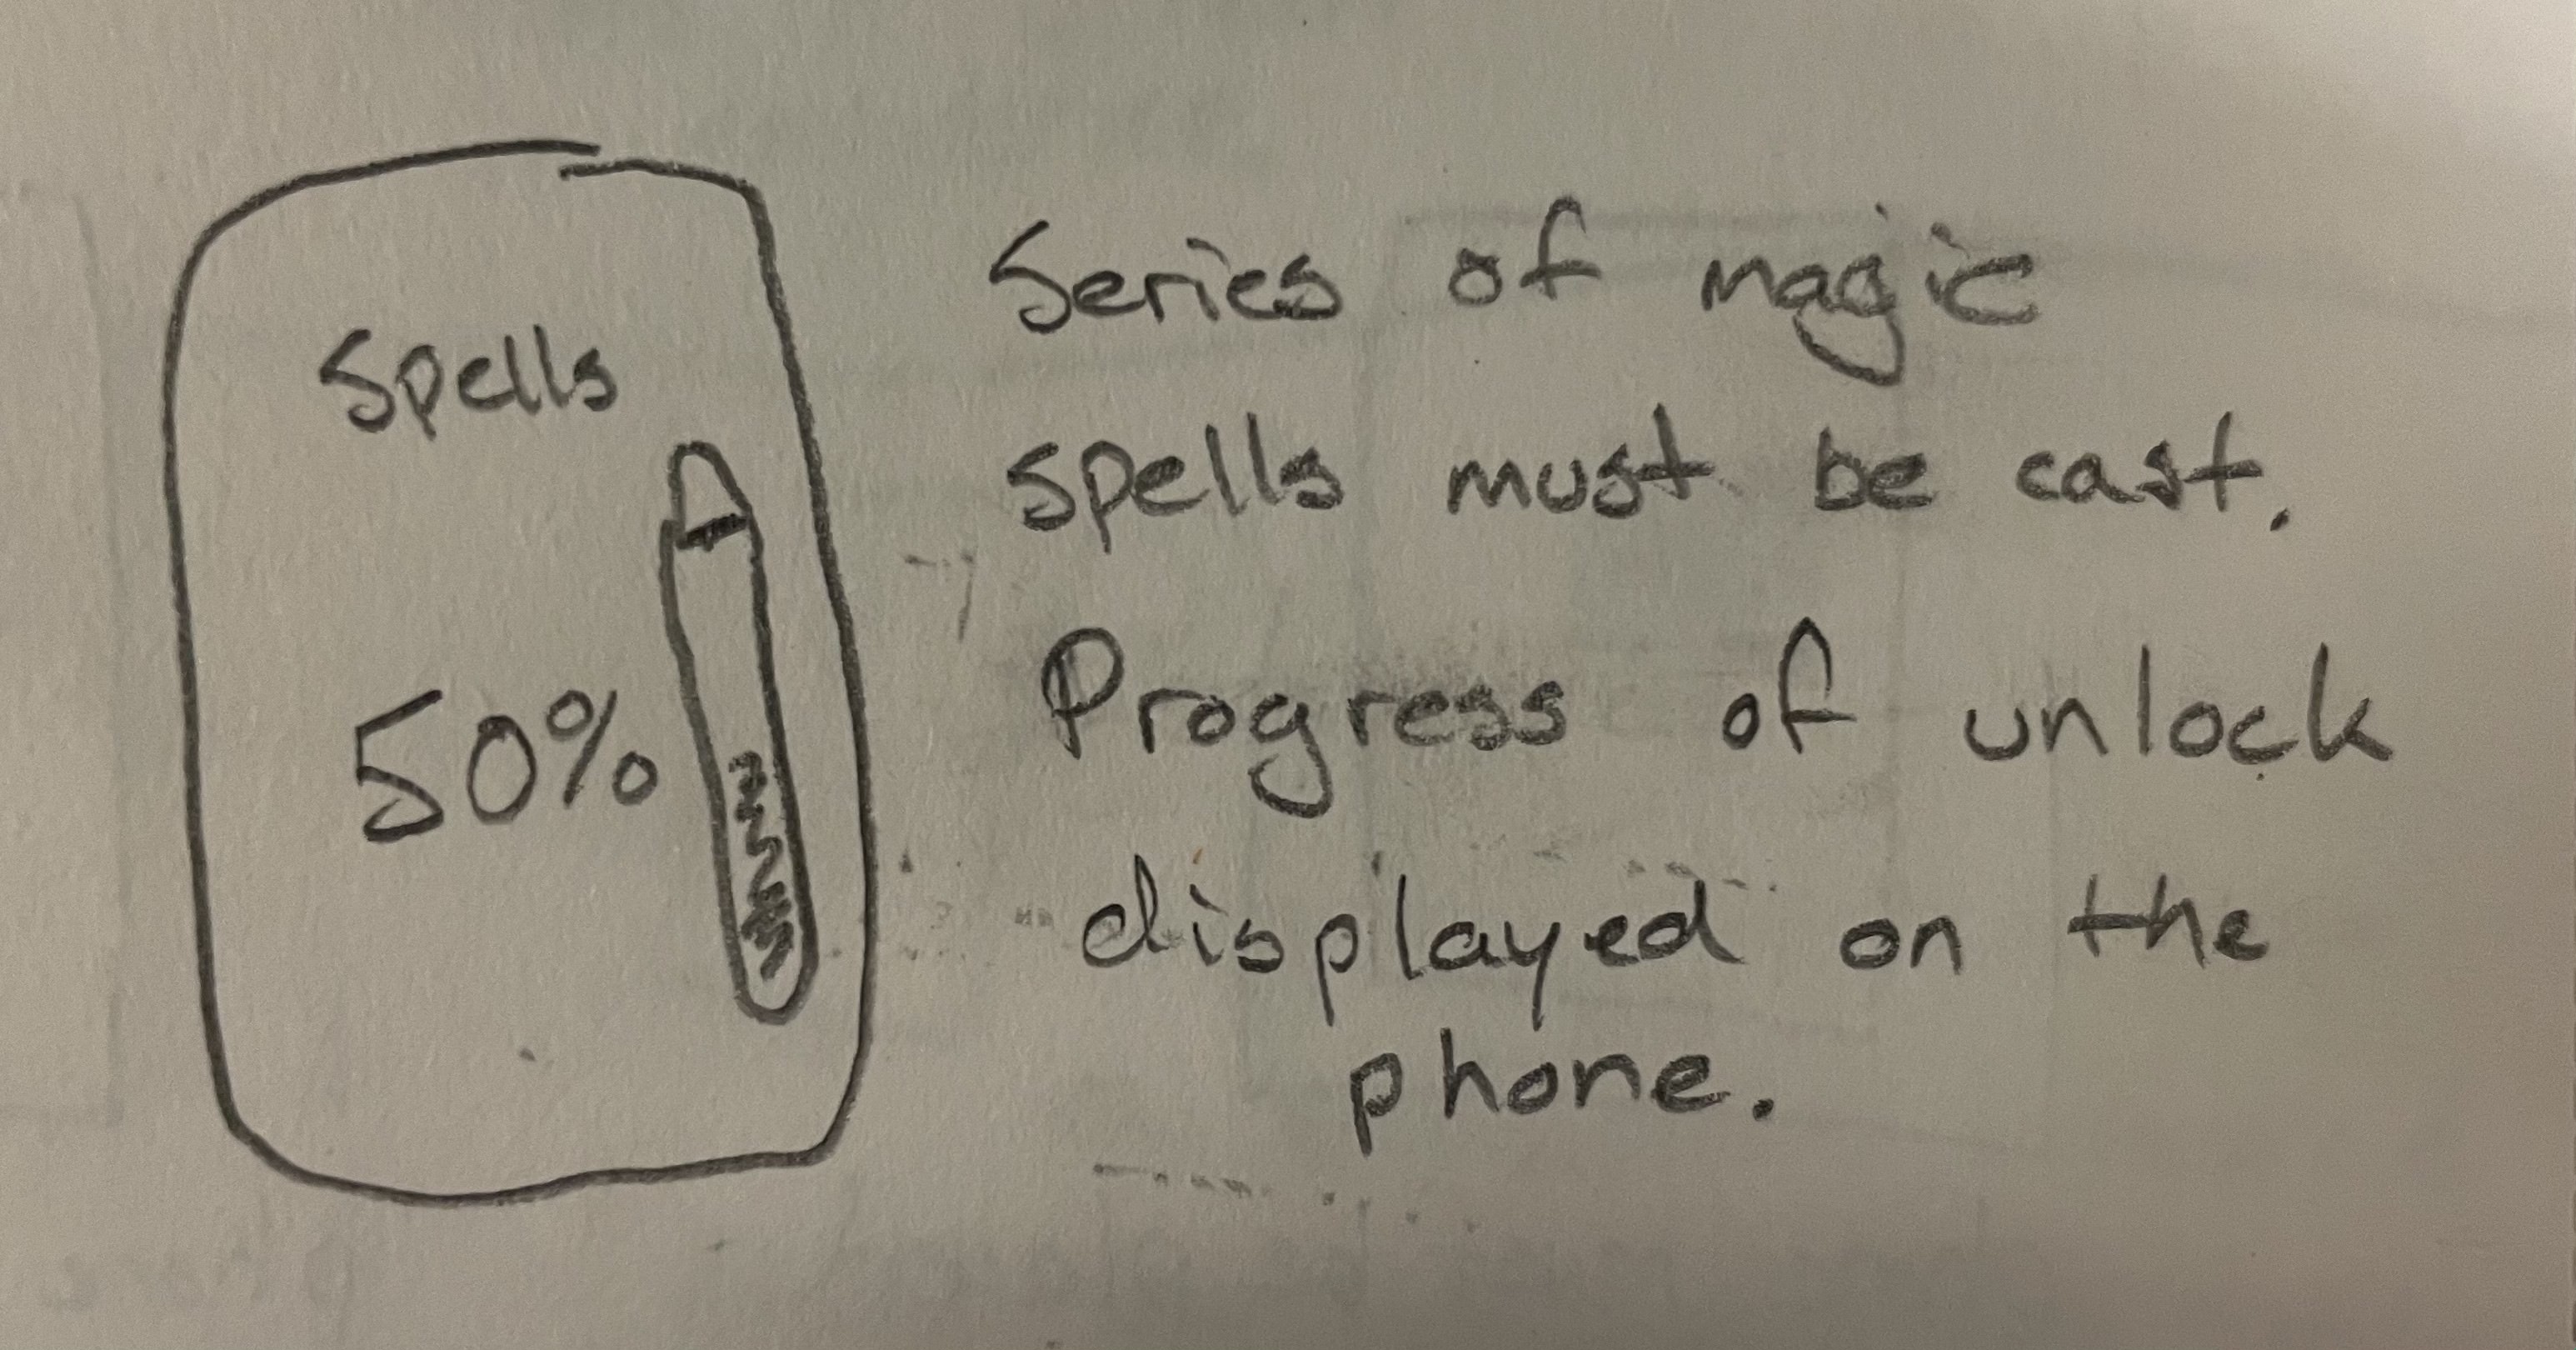 Spells
50%
Series of magic
spells must be cast.
Progress of unlock
displayed on the
phone.